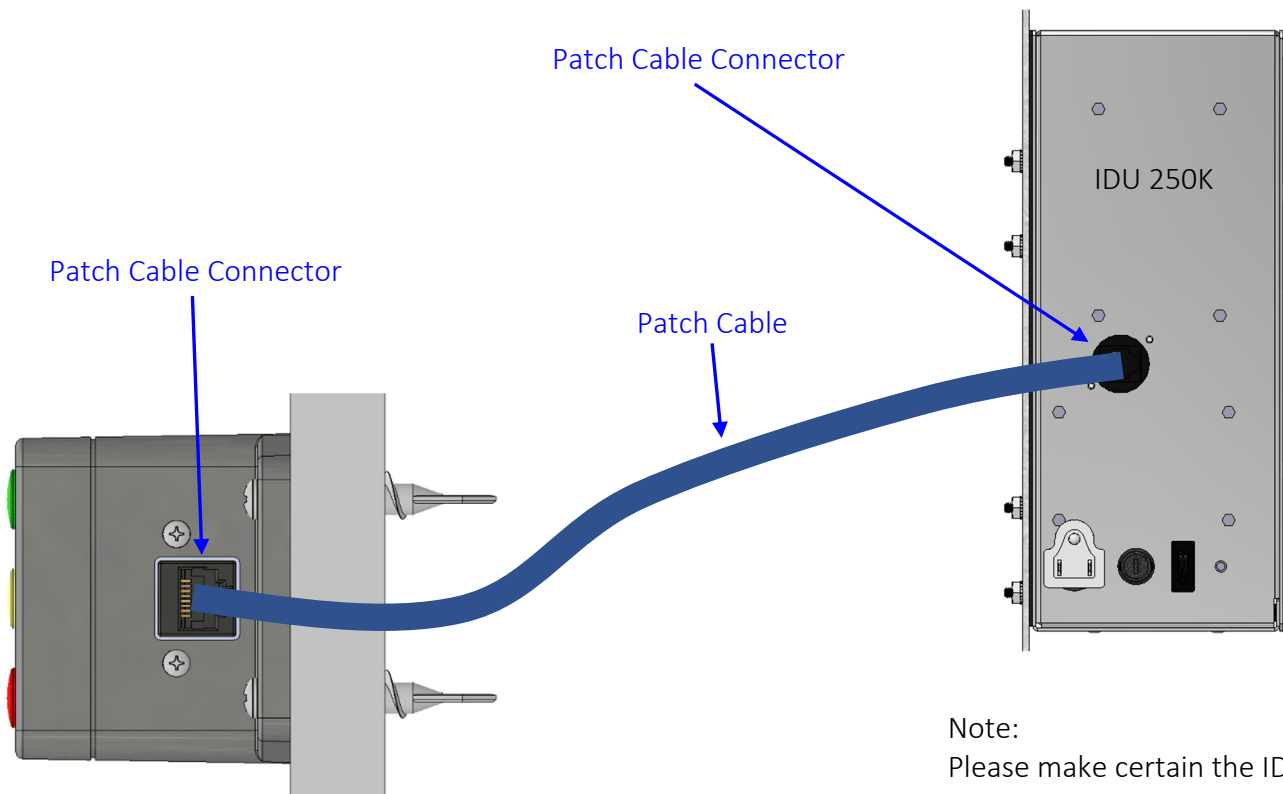 Patch Cable Connector
IDU 250K
Patch Cable Connector
Patch Cable
Note:
Please make certain the